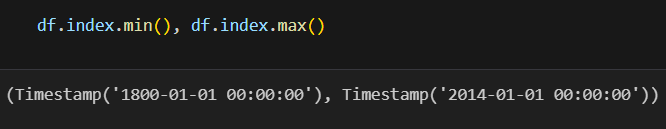 df.index.min(), df.index.max()
(Timestamp('1800-01-01 00:00:00'), Timestamp('2014-01-01 00:00:00'))